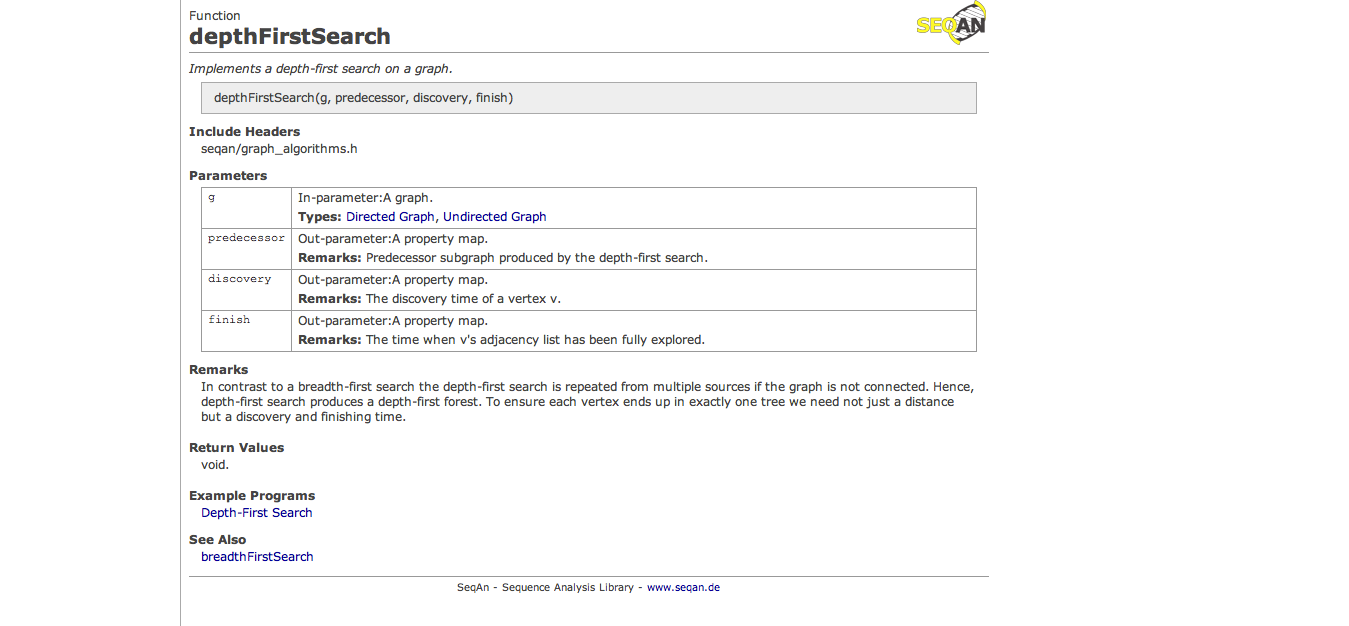 Function
SEQAN
depthFirstSearch
Implements a depth-first search on a graph.
depthFirstSearch(g, predecessor, discovery, finish)
Include Headers
seqan/graph_algorithms.h
Parameters
g In-parameter:A graph.
Types: Directed Graph, Undirected Graph
predecessor Out-parameter:A property map.
Remarks: Predecessor subgraph produced by the depth-first search.
discovery Out-parameter:A property map.
Remarks: The discovery time of a vertex v.
finish Out-parameter:A property map.
Remarks: The time when v's adjacency list has been fully explored.
Remarks
In contrast to a breadth-first search the depth-first search is repeated from multiple sources if the graph is not connected. Hence,
depth-first search produces a depth-first forest. To ensure each vertex ends up in exactly one tree we need not just a distance
but a discovery and finishing time.
Return Values
void.
Example Programs
Depth-First Search
See Also
breadthFirstSearch
SeqAn - Sequence Analysis Library - www.seqan.de